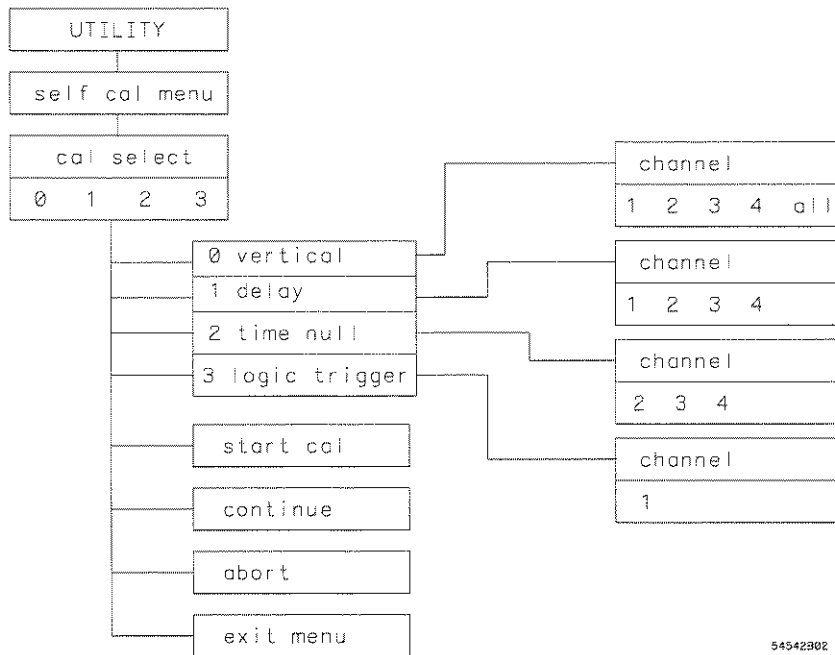 UTILITY
self cal menu
cal select
0 1 2 3
0 vertical
1 delay
2 time null
3 logic trigger
start cal
continue
abort
exit menu
channel
1 2 3 4 all
channel
1 2 3 4
channel
2 3 4
channel
1
54542902